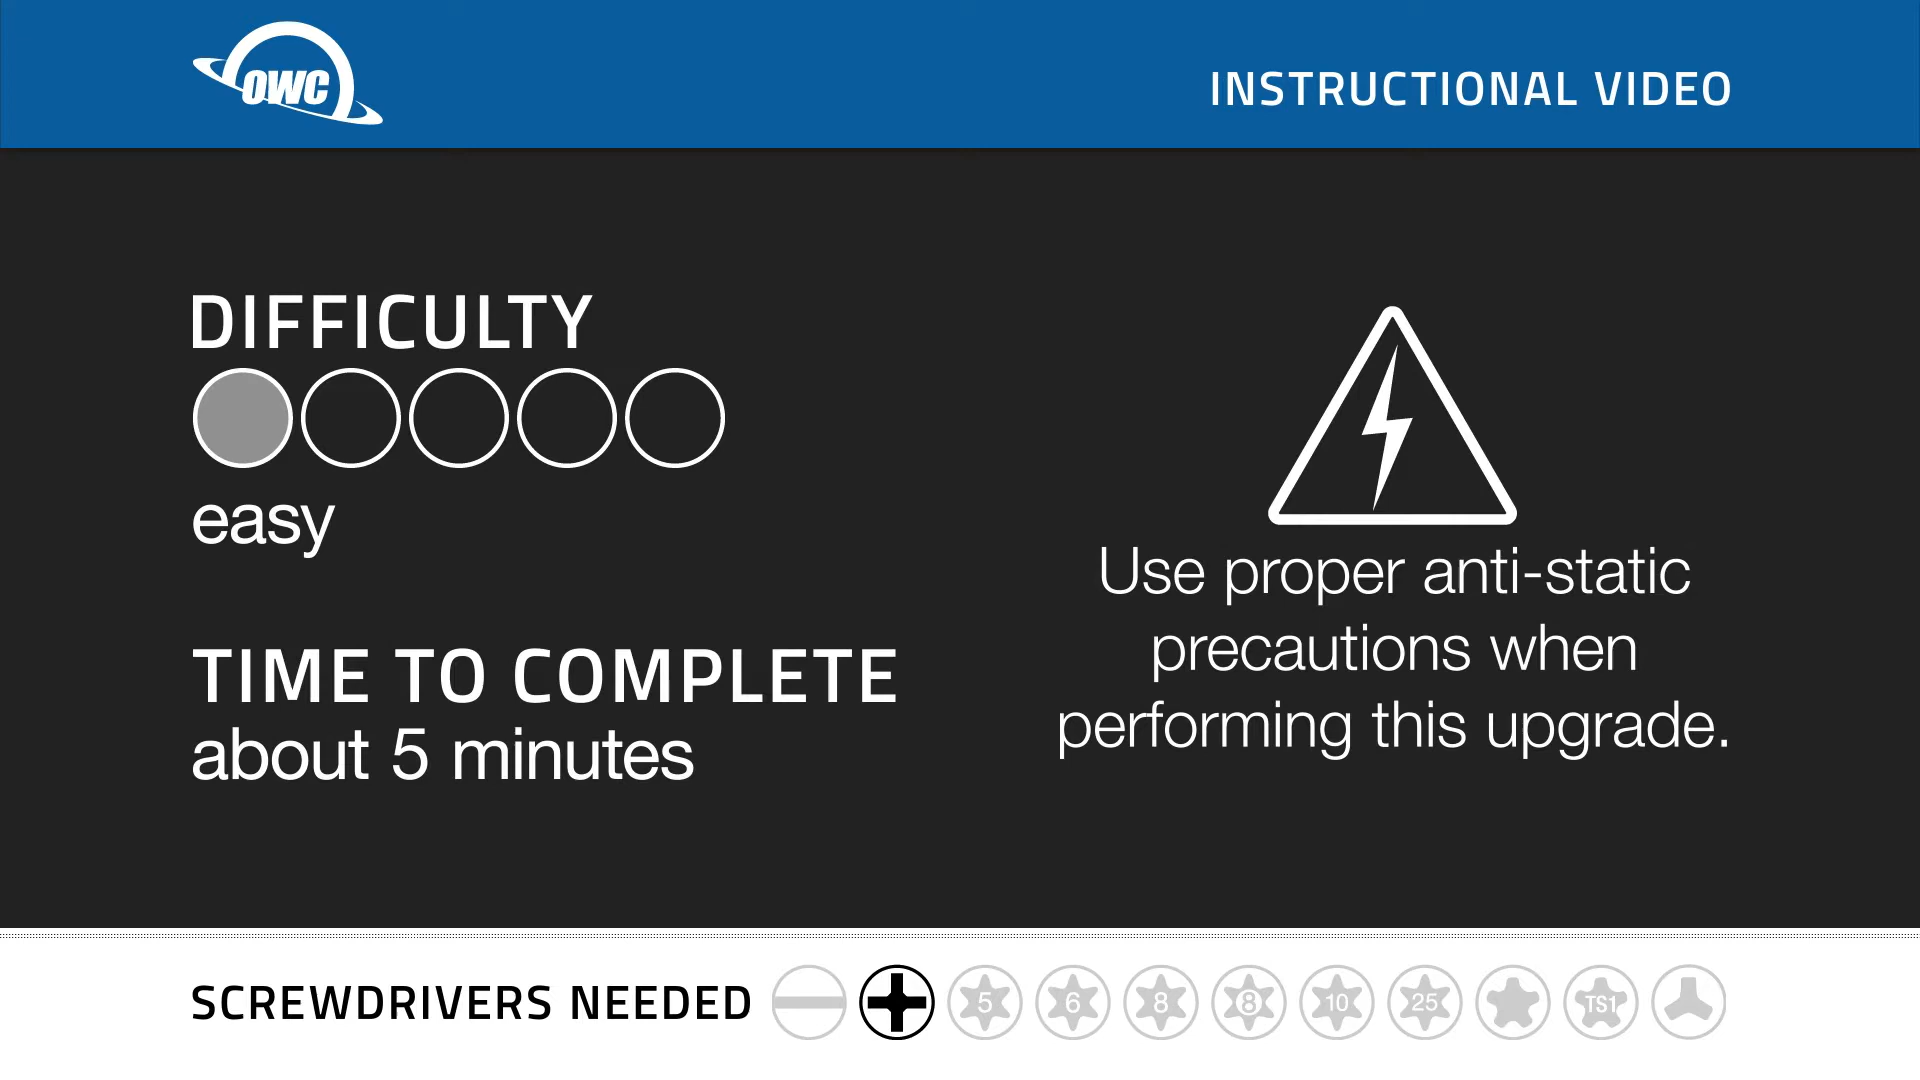 OWC
INSTRUCTIONAL VIDEO
DIFFICULTY
easy
TIME TO COMPLETE
about 5 minutes
Use proper anti-static
precautions when
performing this upgrade.
SCREWDRIVERS NEEDED 5 6 8 8 10 25 TS1